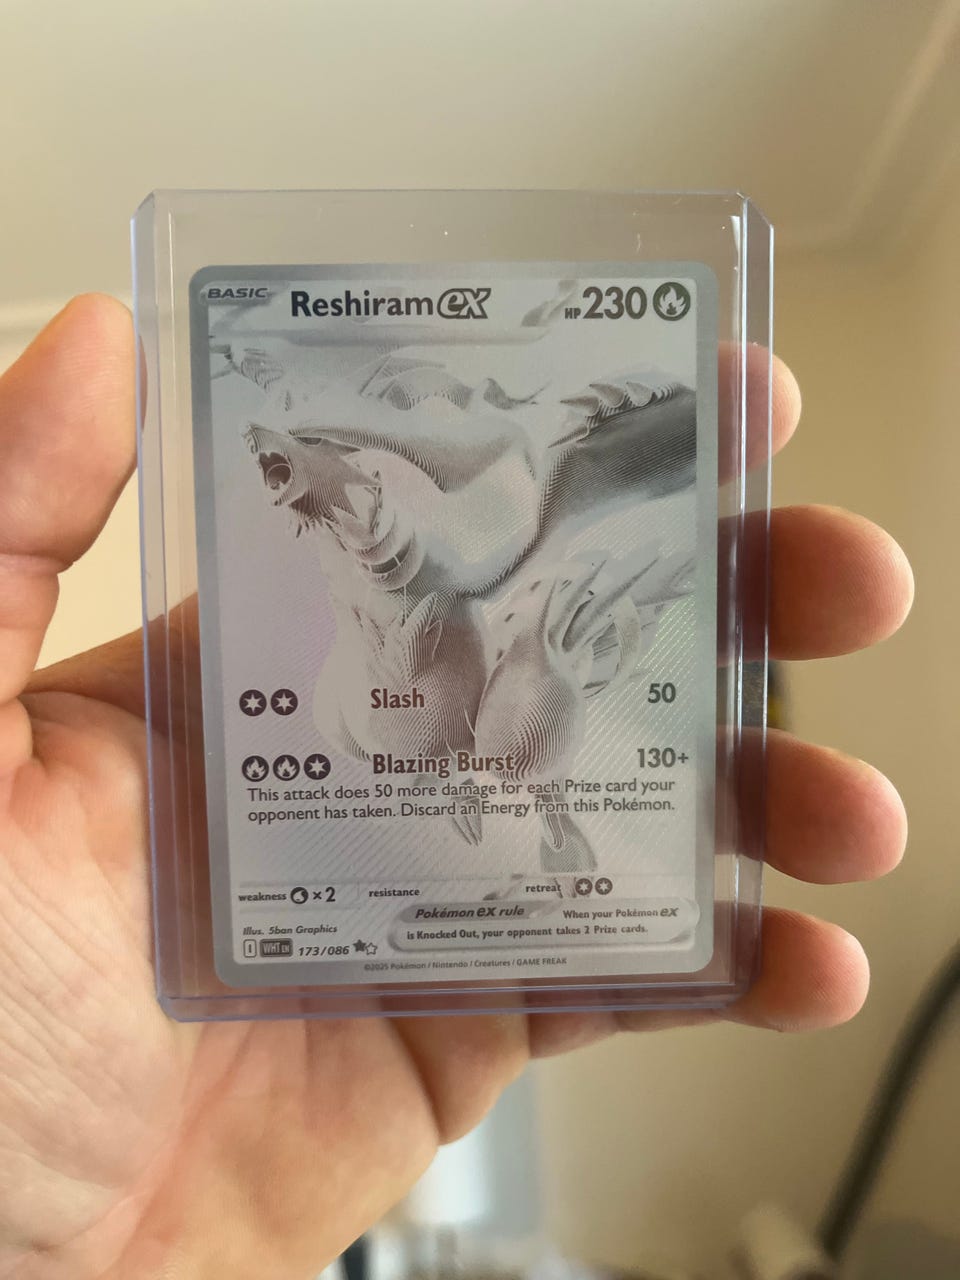 BASIC Reshiram ex HP 230
Slash 50
Blazing Burst 130+
This attack does 50 more damage for each Prize card your
opponent has taken. Discard an Energy from this Pokémon.
weakness ×2 resistance retreat
Pokémon ex rule When your Pokémon ex
is Knocked Out, your opponent takes 2 Prize cards.
Illus. 5ban Graphics
I WHT EN 173/086
©2025 Pokémon / Nintendo / Creatures / GAME FREAK